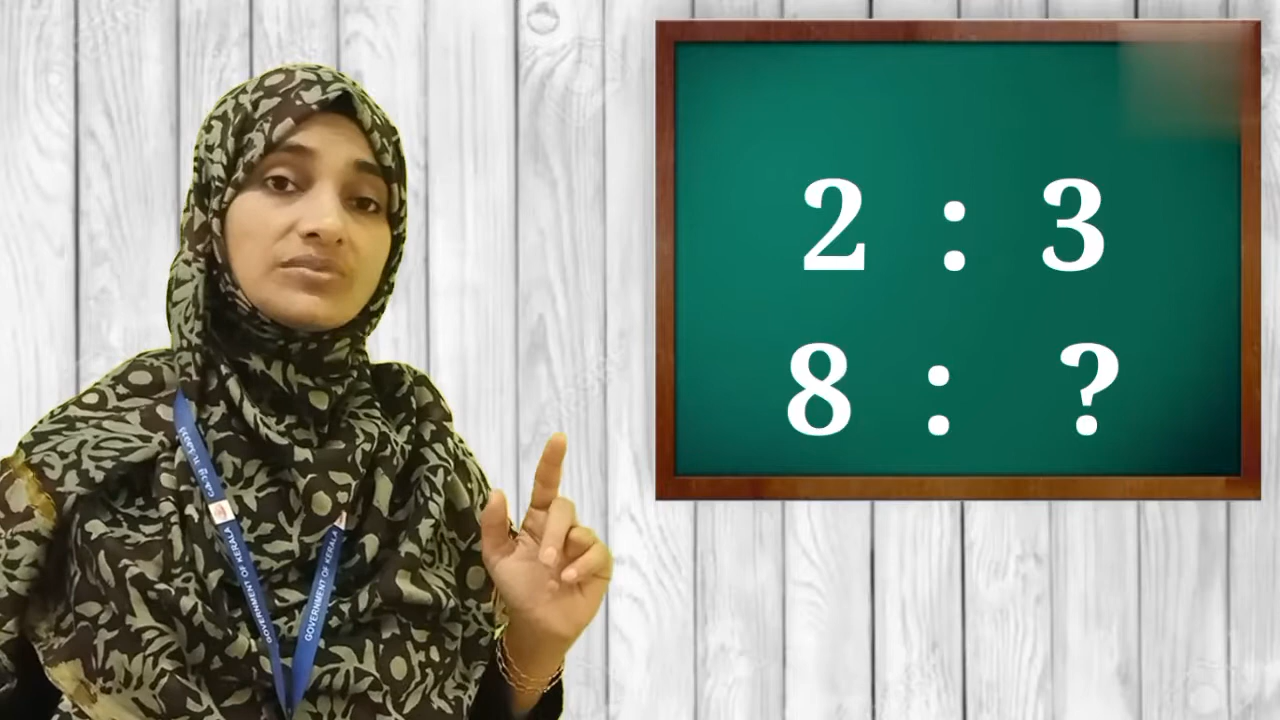 2 : 3
8 : ?
GOVERNMENT OF KERALA
GOVERNMENT OF KERALA